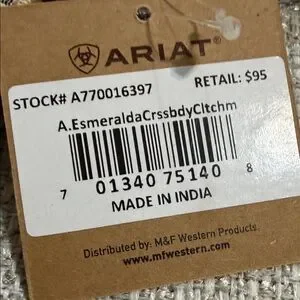 ARIAT®
STOCK# A770016397 RETAIL: $95
A.EsmeraldaCrssbdyCltchm
7 01340 75140 8
MADE IN INDIA
Distributed by: M&F Western Products.
www.mfwestern.com